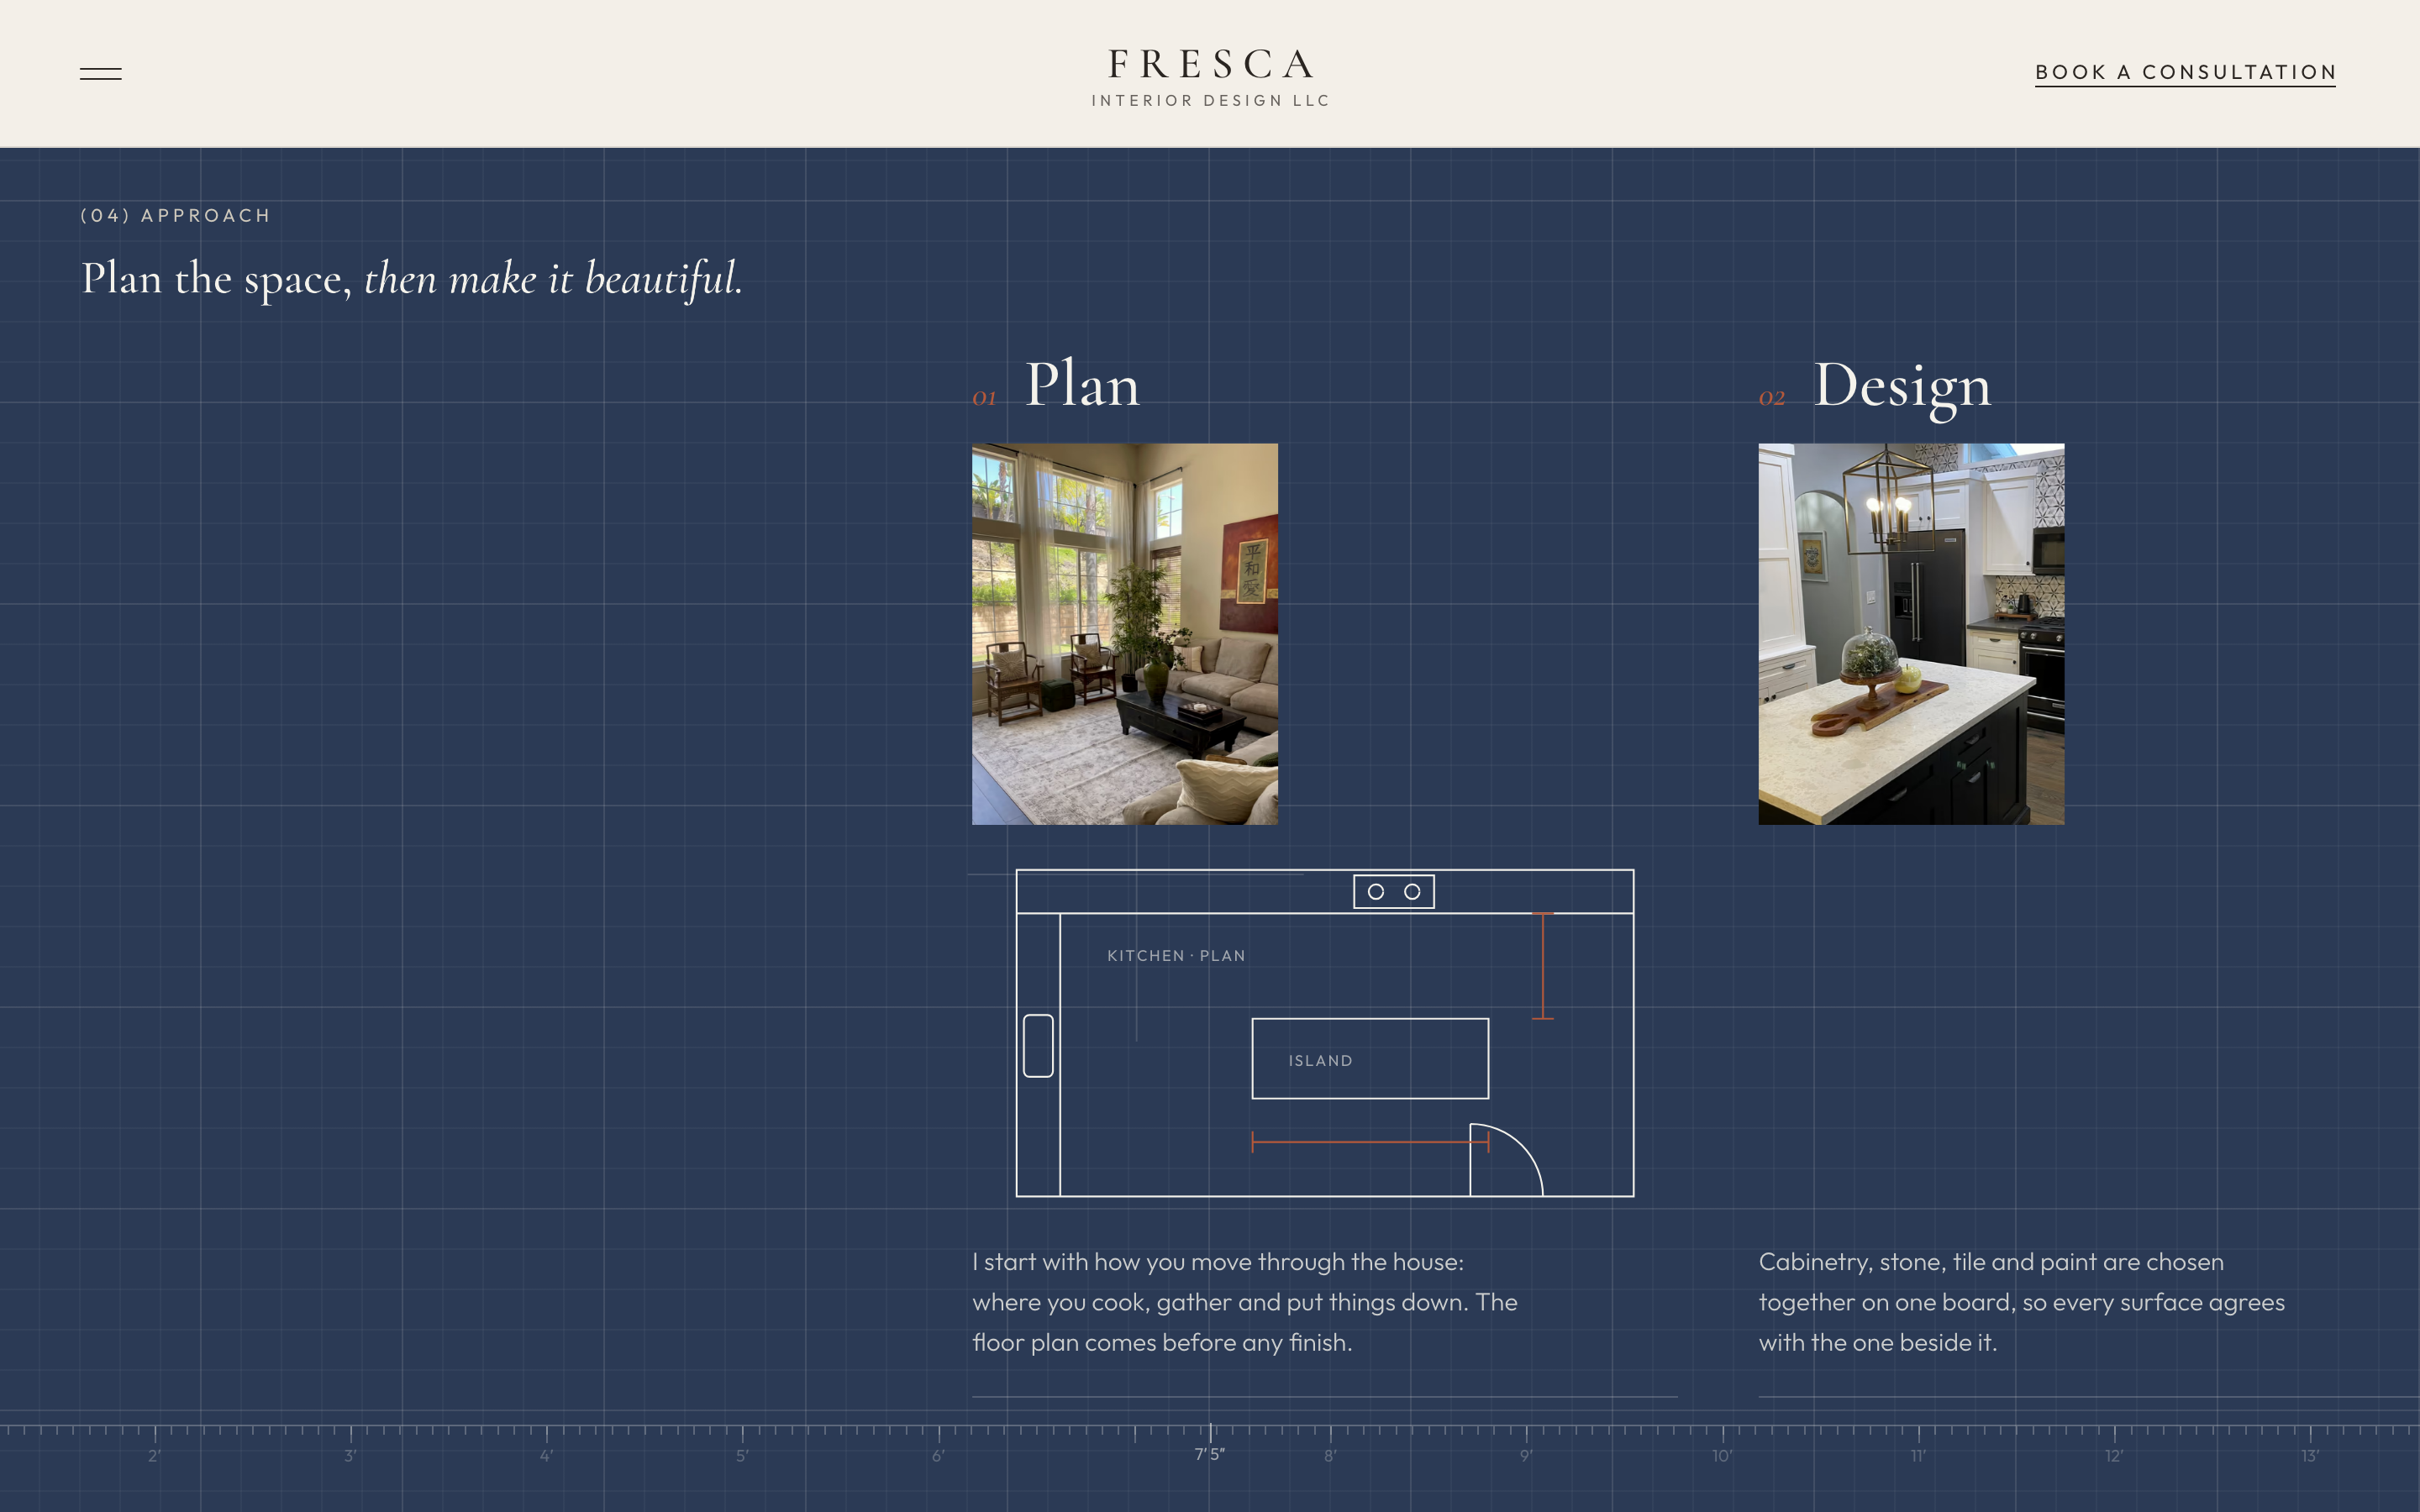 FRESCA
INTERIOR DESIGN LLC
BOOK A CONSULTATION
(04) APPROACH
Plan the space, then make it beautiful.
01 Plan
平
和
愛
KITCHEN · PLAN
ISLAND
I start with how you move through the house:
where you cook, gather and put things down. The
floor plan comes before any finish.
02 Design
Cabinetry, stone, tile and paint are chosen
together on one board, so every surface agrees
with the one beside it.
2′ 3′ 4′ 5′ 6′ 7′ 5″ 8′ 9′ 10′ 11′ 12′ 13′